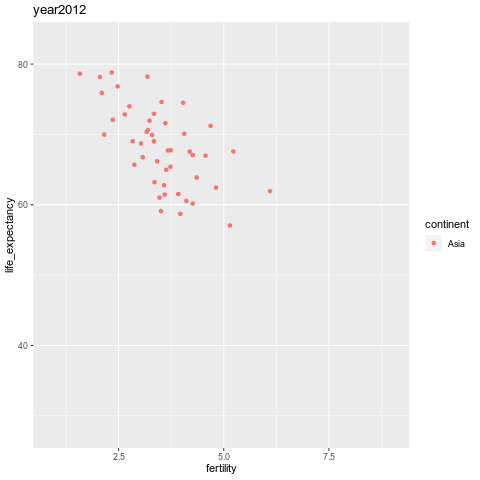 year2012
life_expectancy
80
60
40
2.5
5.0
7.5
fertility
continent
Asia